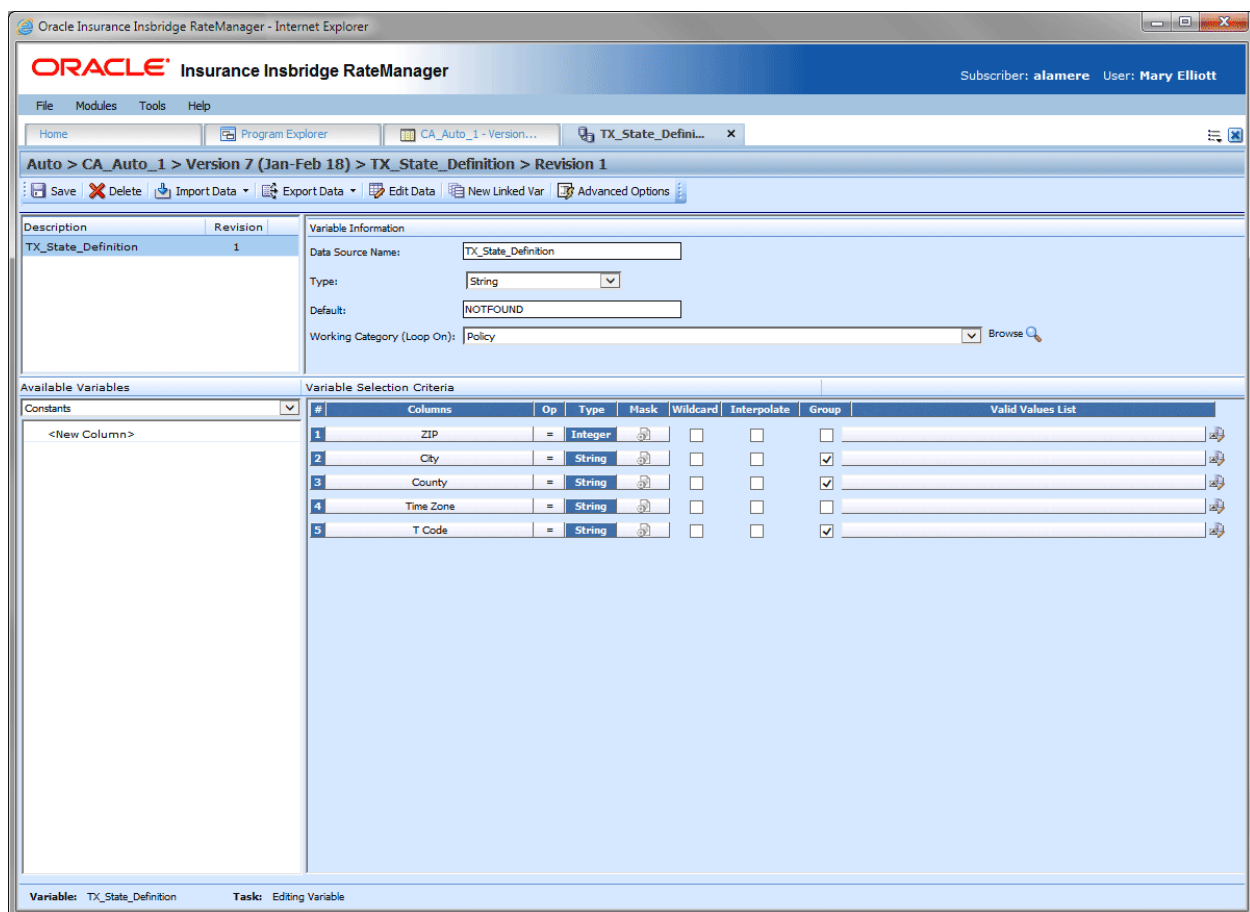 Oracle Insurance Insbridge RateManager - Internet Explorer
ORACLE Insurance Insbridge RateManager
Subscriber: alamere User: Mary Elliott
File Modules Tools Help
Home Program Explorer CA_Auto_1 - Version... TX_State_Defini...
Auto > CA_Auto_1 > Version 7 (Jan-Feb 18) > TX_State_Definition > Revision 1
Save Delete Import Data Export Data Edit Data New Linked Var Advanced Options
Description Revision
TX_State_Definition 1
Variable Information
Data Source Name: TX_State_Definition
Type: String
Default: NOTFOUND
Working Category (Loop On): Policy Browse
Available Variables
Constants
<New Column>
Variable Selection Criteria
# Columns Op Type Mask Wildcard Interpolate Group Valid Values List
1 ZIP = Integer
2 City = String
3 County = String
4 Time Zone = String
5 T Code = String
Variable: TX_State_Definition Task: Editing Variable